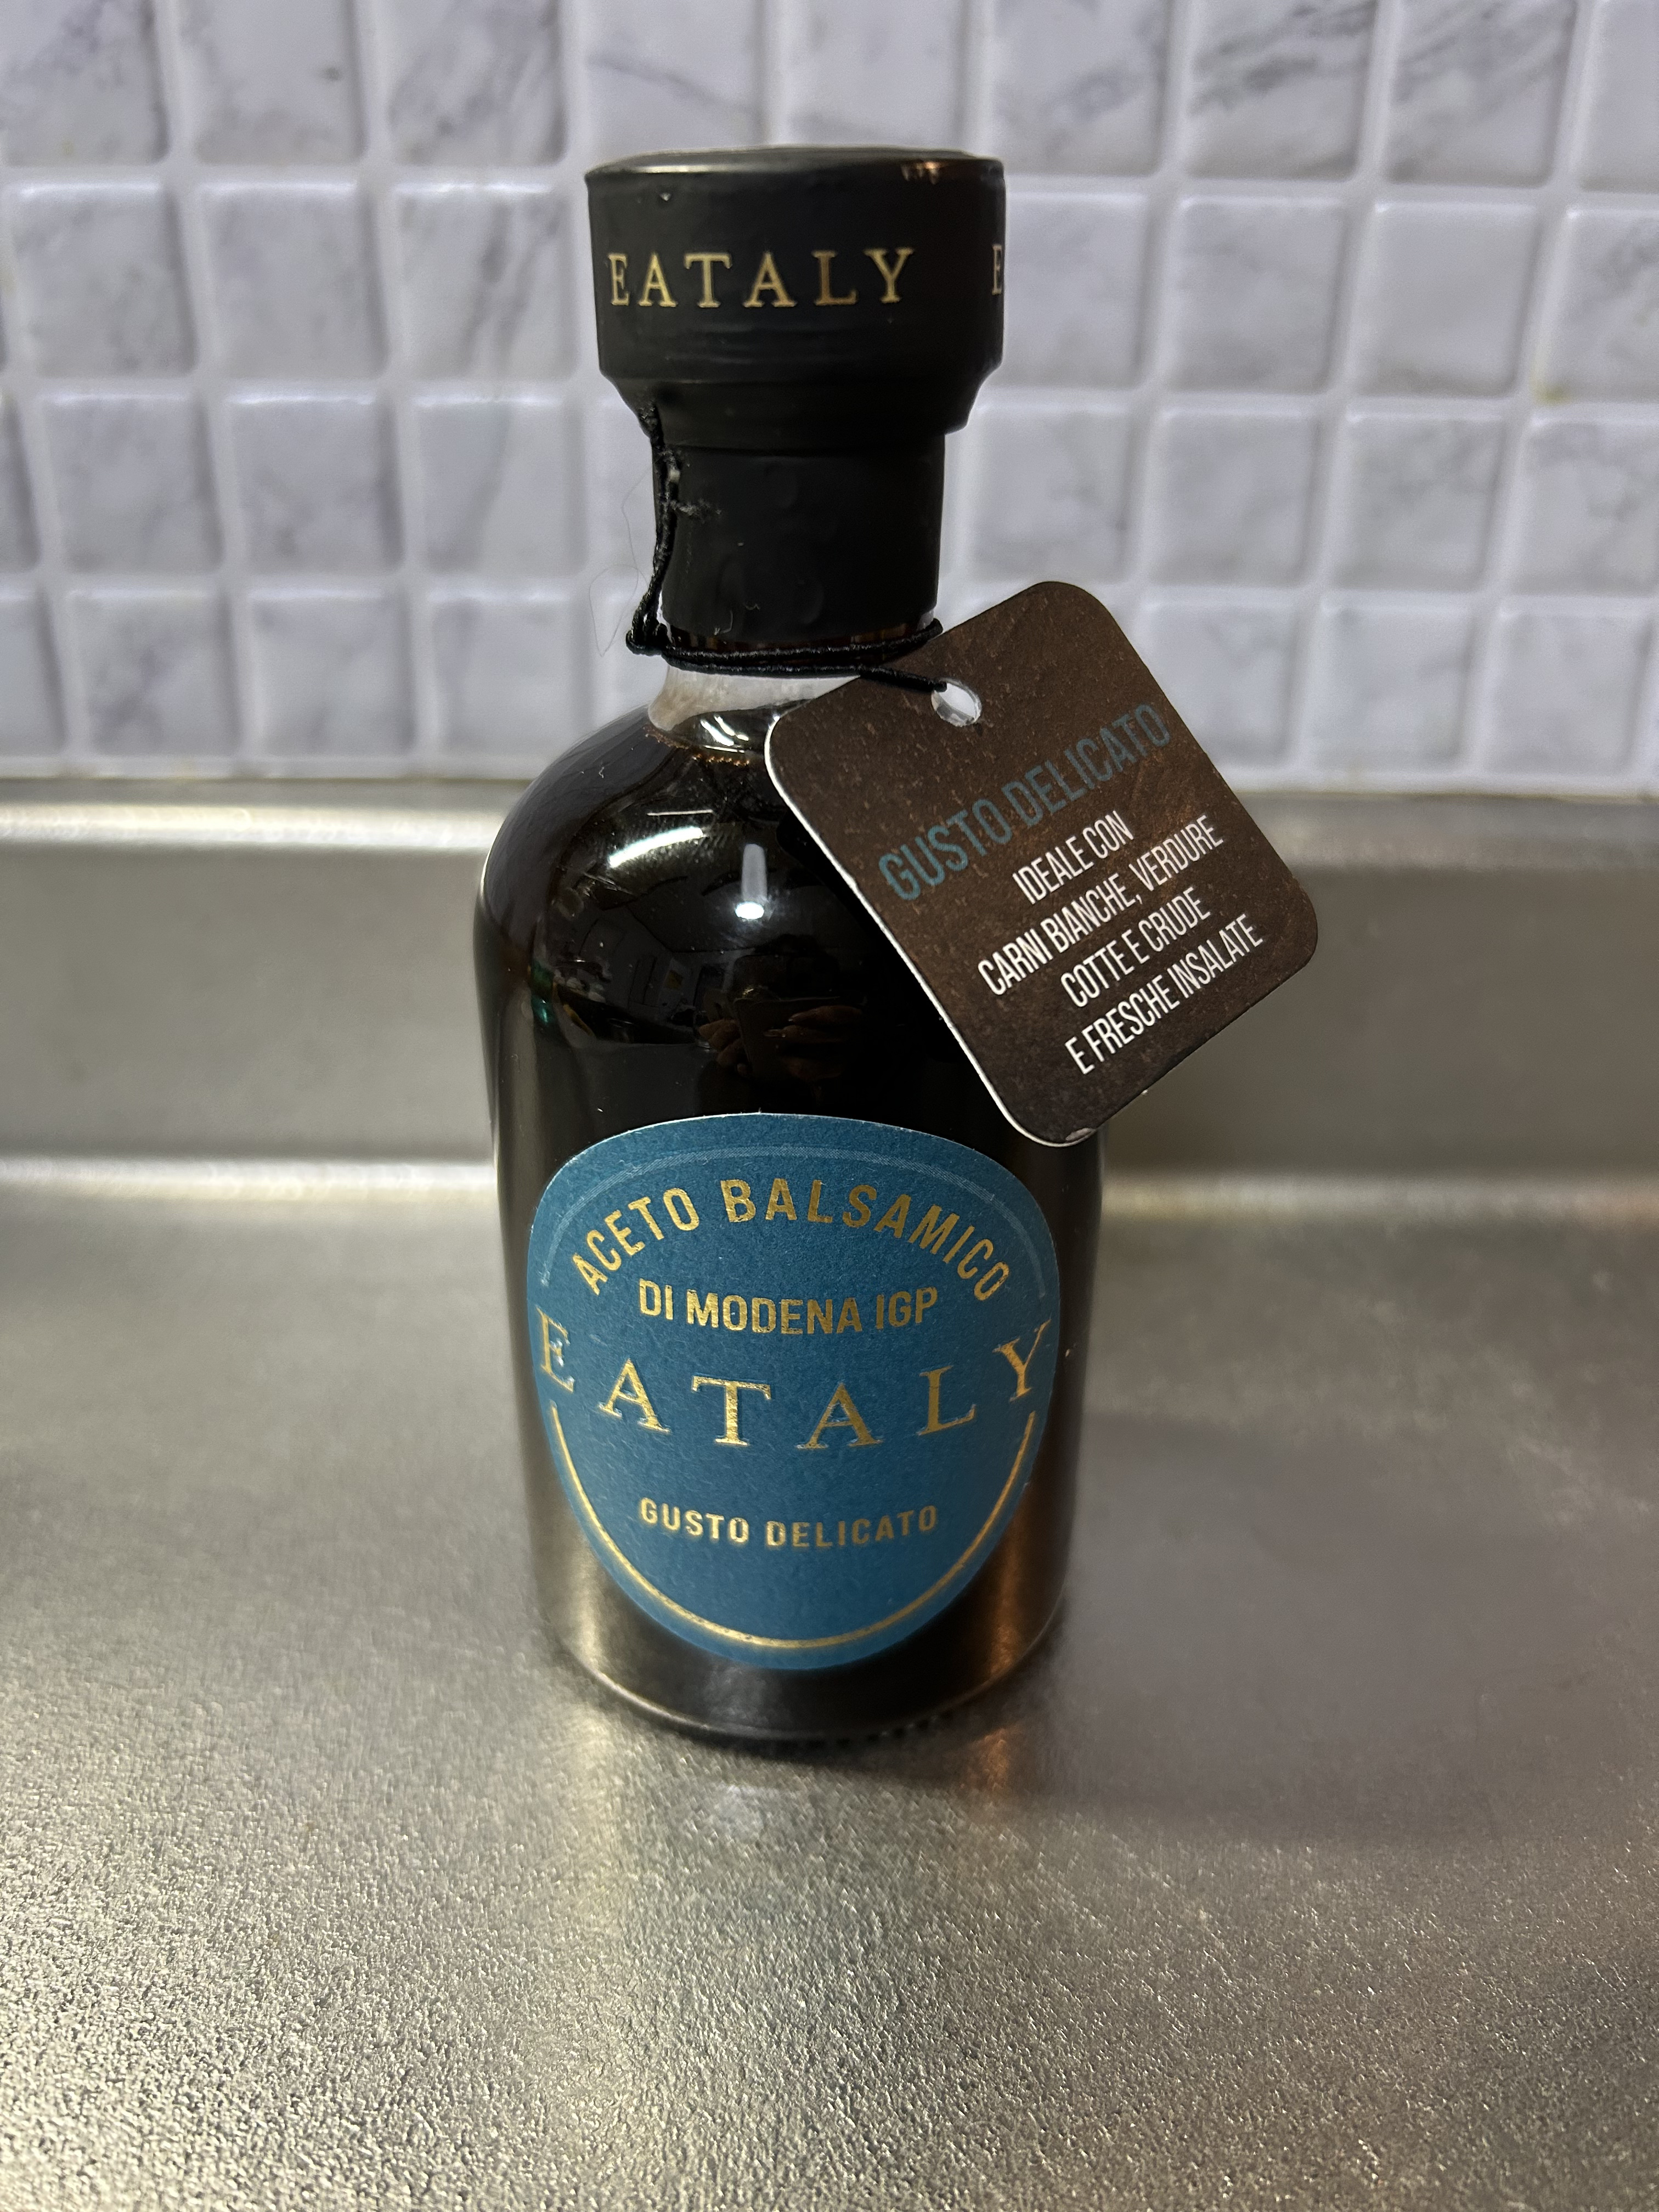 EATALY E
GUSTO DELICATO
IDEALE CON
CARNI BIANCHE, VERDURE
COTTE E CRUDE
E FRESCHE INSALATE
ACETO BALSAMICO
DI MODENA IGP
EATALY
GUSTO DELICATO